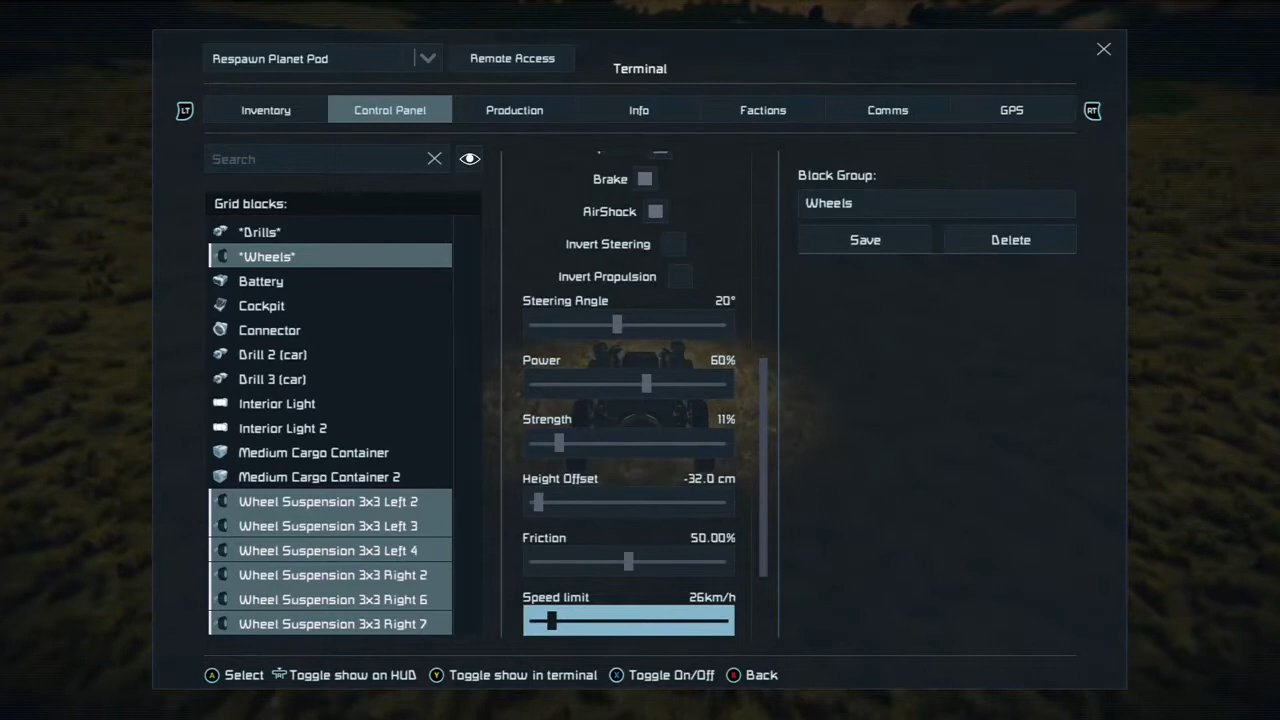 Respawn Planet Pod
Remote Access
Terminal
LT
Inventory
Control Panel
Production
Info
Factions
Comms
GPS
RT
Search
Grid blocks:
*Drills*
*Wheels*
Battery
Cockpit
Connector
Drill 2 (car)
Drill 3 (car)
Interior Light
Interior Light 2
Medium Cargo Container
Medium Cargo Container 2
Wheel Suspension 3x3 Left 2
Wheel Suspension 3x3 Left 3
Wheel Suspension 3x3 Left 4
Wheel Suspension 3x3 Right 2
Wheel Suspension 3x3 Right 6
Wheel Suspension 3x3 Right 7
Brake
AirShock
Invert Steering
Invert Propulsion
Steering Angle 20°
Power 60%
Strength 11%
Height Offset -32.0 cm
Friction 50.00%
Speed limit 26km/h
Block Group:
Wheels
Save
Delete
A Select Toggle show on HUD Y Toggle show in terminal X Toggle On/Off B Back